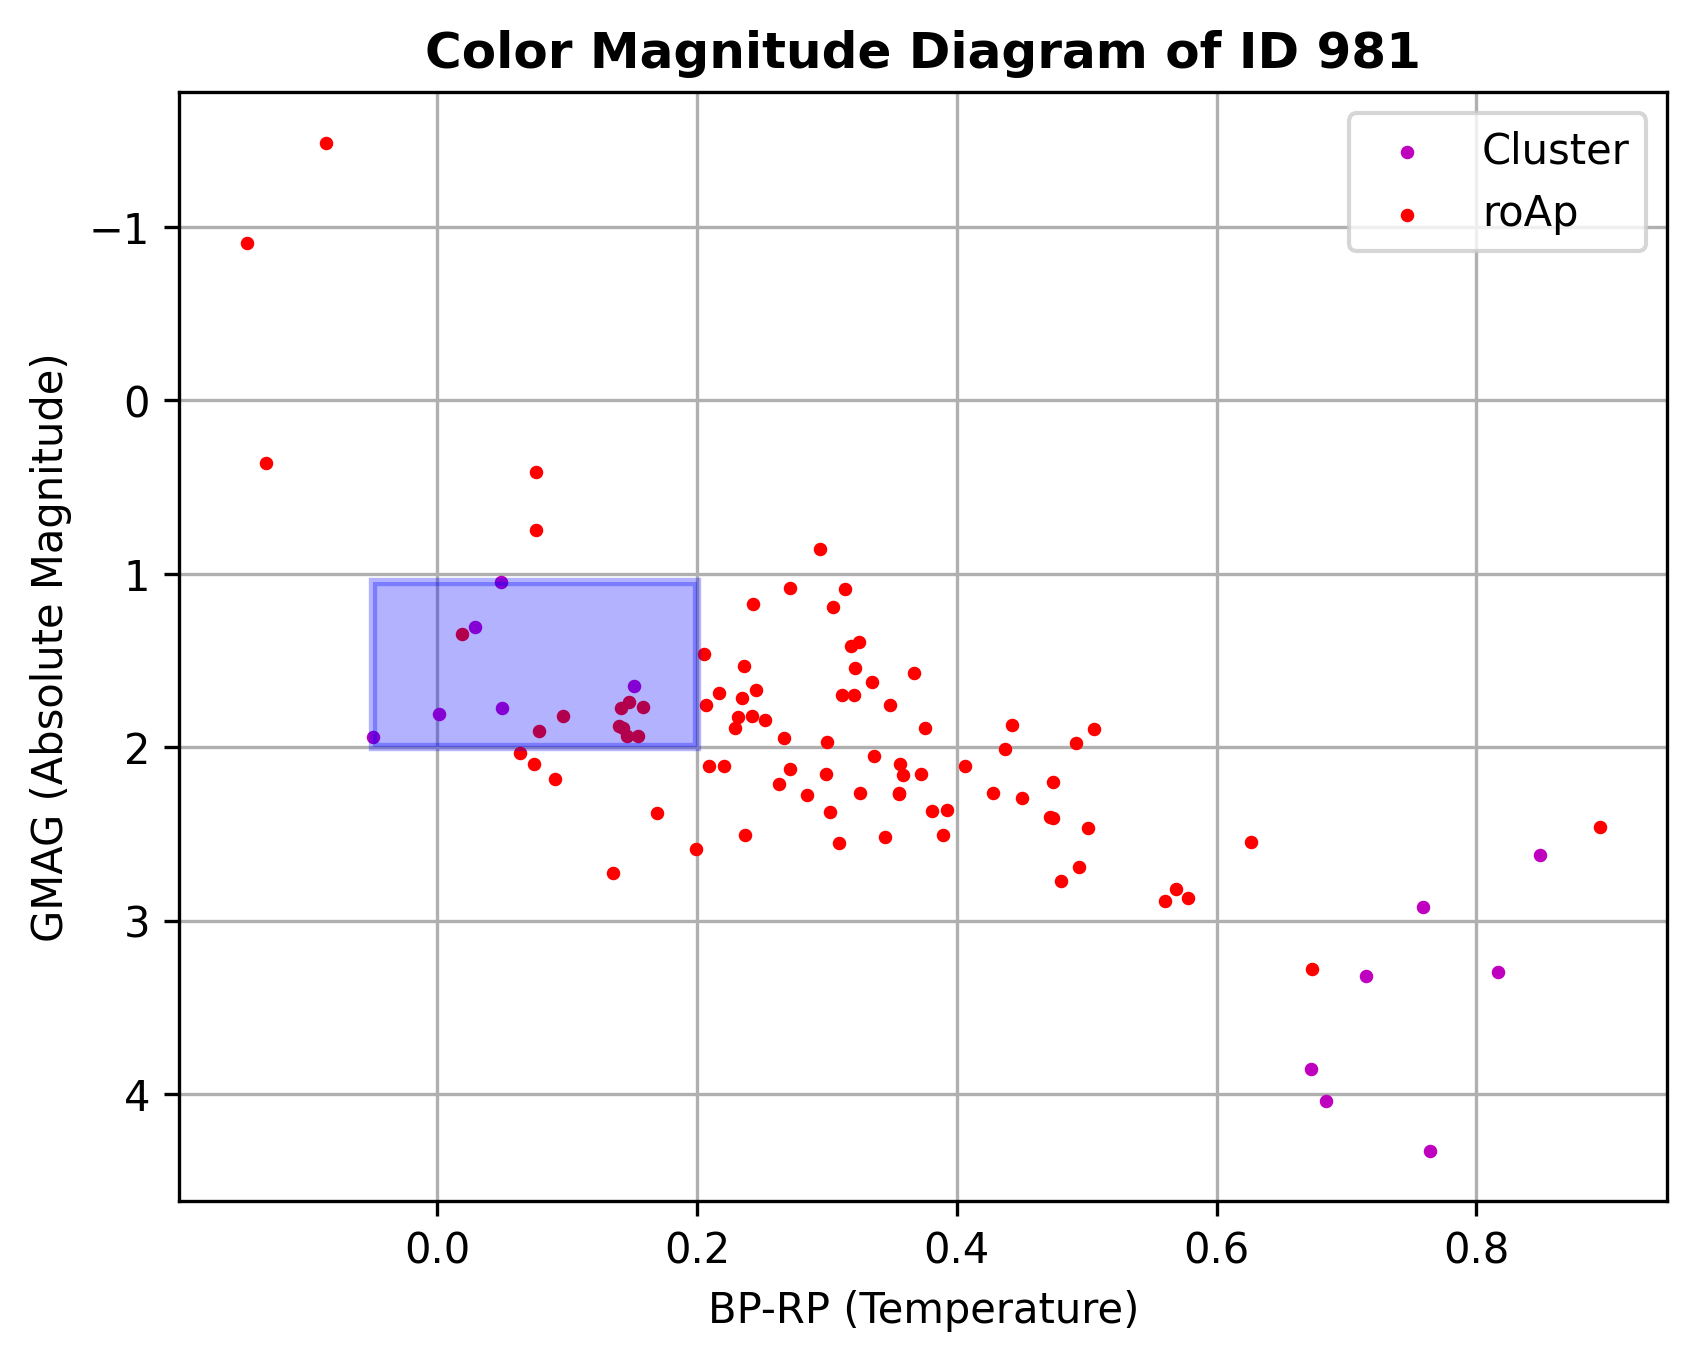 Color Magnitude Diagram of ID 981
Cluster
roAp
GMAG (Absolute Magnitude)
−1
0
1
2
3
4
0.0 0.2 0.4 0.6 0.8
BP-RP (Temperature)